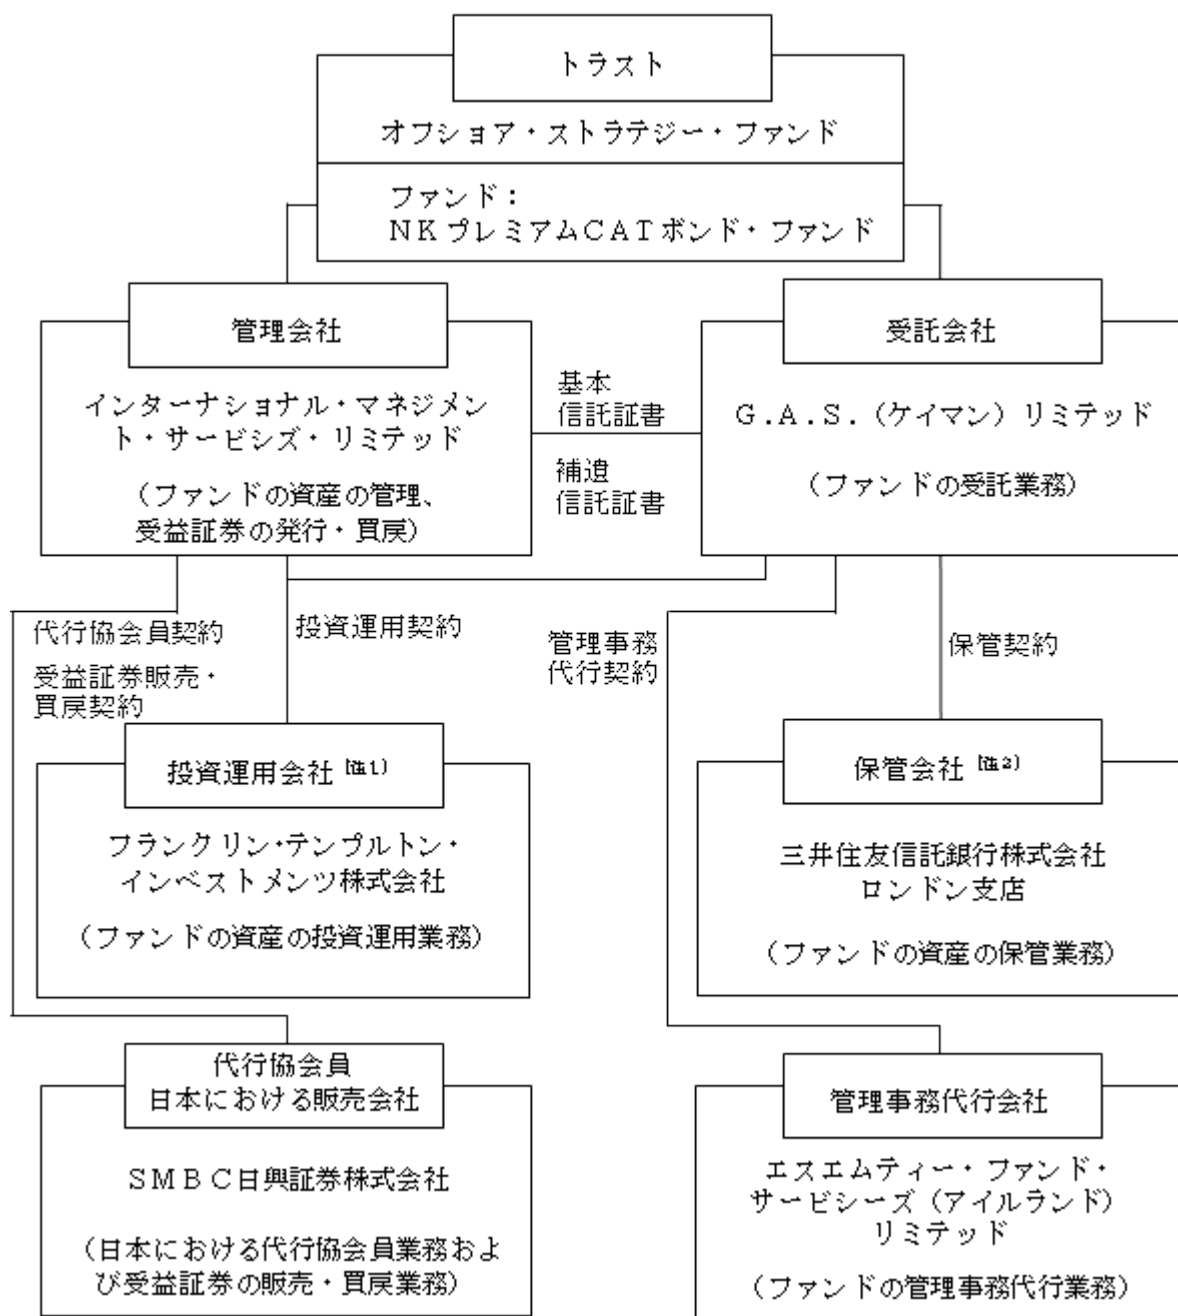 トラスト
オフショア・ストラテジー・ファンド
ファンド：
ＮＫプレミアムＣＡＴボンド・ファンド
管理会社
インターナショナル・マネジメン
ト・サービシズ・リミテッド
（ファンドの資産の管理、
受益証券の発行・買戻）
基本
信託証書
補遺
信託証書
受託会社
Ｇ.Ａ.Ｓ.（ケイマン）リミテッド
（ファンドの受託業務）
代行協会員契約
受益証券販売・
買戻契約
投資運用契約
管理事務
代行契約
保管契約
投資運用会社（注1）
フランクリン・テンプルトン・
インベストメンツ株式会社
（ファンドの資産の投資運用業務）
保管会社（注2）
三井住友信託銀行株式会社
ロンドン支店
（ファンドの資産の保管業務）
代行協会員
日本における販売会社
ＳＭＢＣ日興証券株式会社
（日本における代行協会員業務およ
び受益証券の販売・買戻業務）
管理事務代行会社
エスエムティー・ファンド・
サービシーズ（アイルランド）
リミテッド
（ファンドの管理事務代行業務）